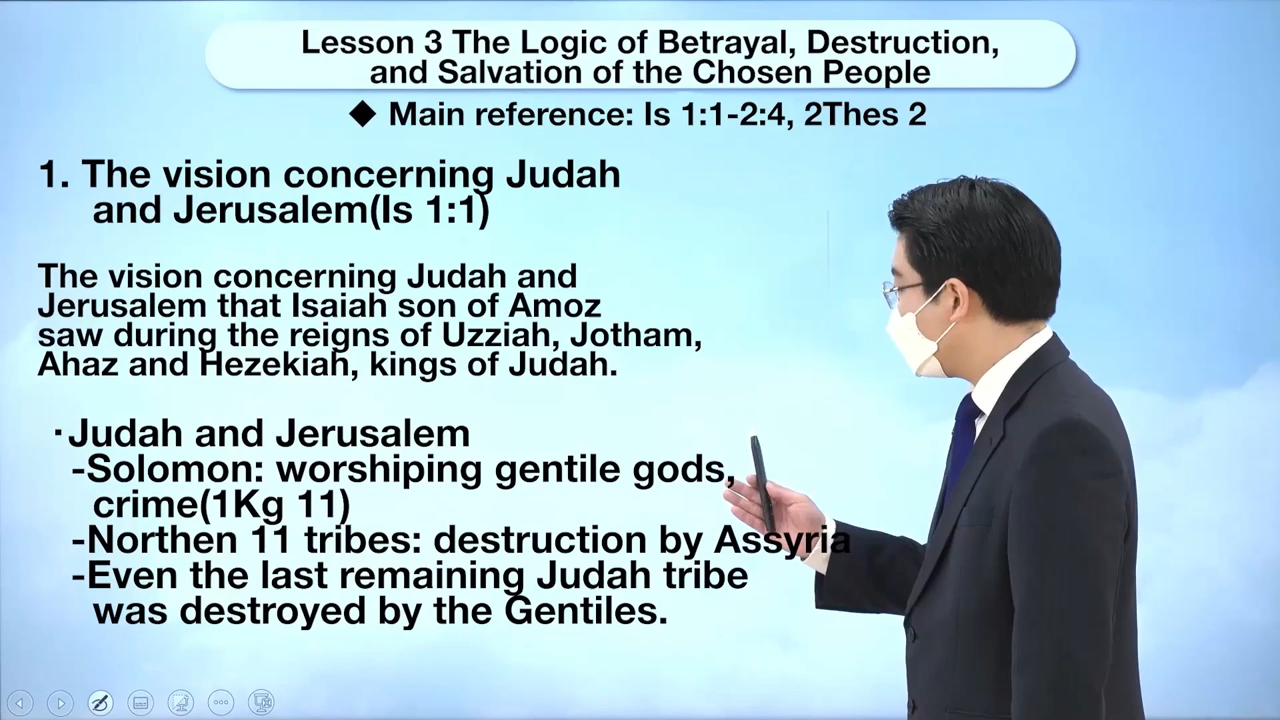 Lesson 3 The Logic of Betrayal, Destruction,
and Salvation of the Chosen People
◆ Main reference: Is 1:1-2:4, 2Thes 2
1. The vision concerning Judah
and Jerusalem(Is 1:1)
The vision concerning Judah and
Jerusalem that Isaiah son of Amoz
saw during the reigns of Uzziah, Jotham,
Ahaz and Hezekiah, kings of Judah.
·Judah and Jerusalem
-Solomon: worshiping gentile gods,
crime(1Kg 11)
-Northen 11 tribes: destruction by Assyria
-Even the last remaining Judah tribe
was destroyed by the Gentiles.